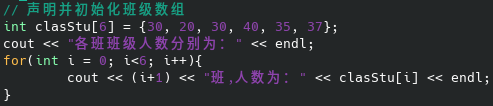 // 声明并初始化班级数组
int clasStu[6] = {30, 20, 30, 40, 35, 37};
cout << "各班班级人数分别为：" << endl;
for(int i = 0; i<6; i++){
        cout << (i+1) << "班,人数为：" << clasStu[i] << endl;
}